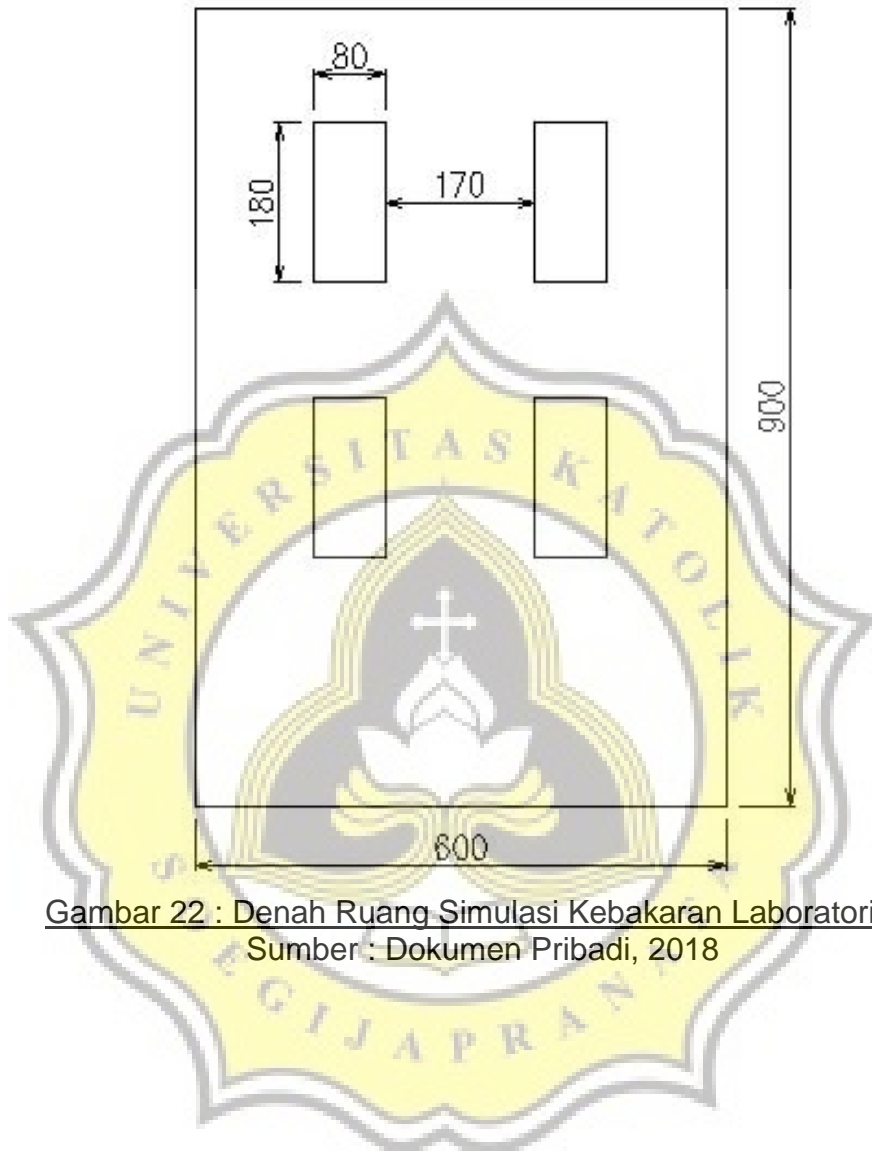 80
180
170
900
600
UNIVERSITAS KATOLIK
Gambar 22 : Denah Ruang Simulasi Kebakaran Laboratori
Sumber : Dokumen Pribadi, 2018
SOEGIJAPRANATA